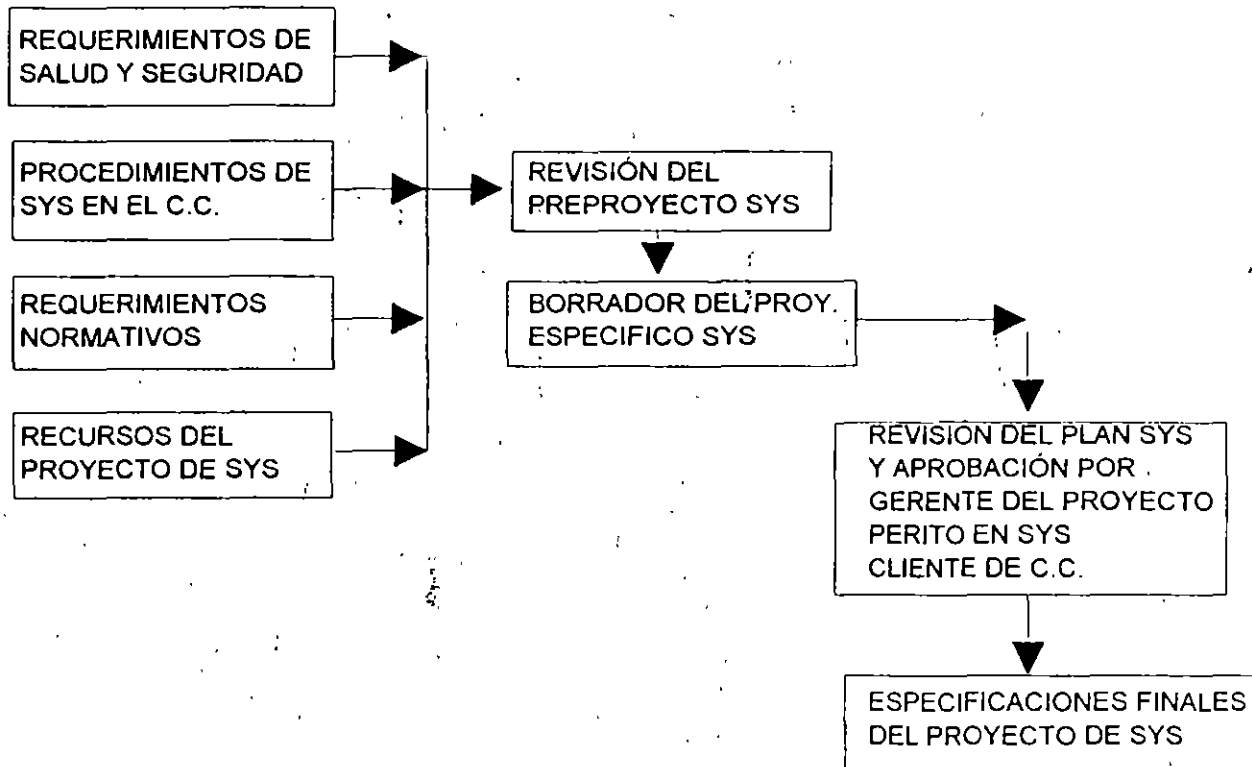 REQUERIMIENTOS DE
SALUD Y SEGURIDAD
PROCEDIMIENTOS DE
SYS EN EL C.C.
REQUERIMIENTOS
NORMATIVOS
RECURSOS DEL
PROYECTO DE SYS
REVISIÓN DEL
PREPROYECTO SYS
BORRADOR DEL PROY.
ESPECIFICO SYS
REVISIÓN DEL PLAN SYS
Y APROBACIÓN POR
GERENTE DEL PROYECTO
PERITO EN SYS
CLIENTE DE C.C.
ESPECIFICACIONES FINALES
DEL PROYECTO DE SYS